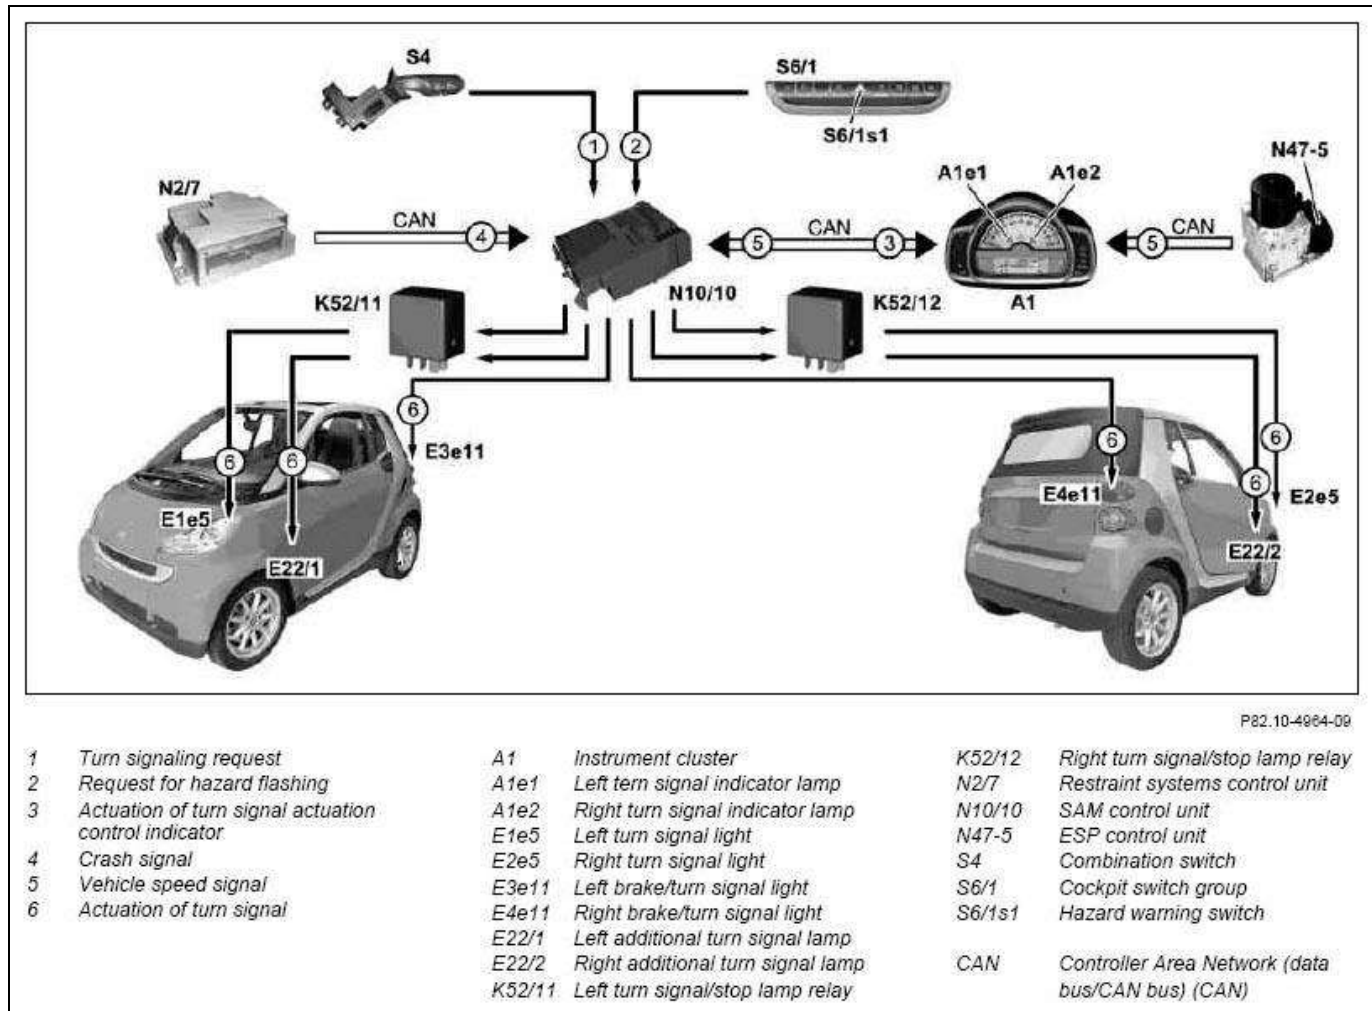 S4
S6/1
S6/1s1
N47-5
A1e1
A1e2
N2/7
1
2
CAN
4
5
CAN
3
5
CAN
K52/11
N10/10
K52/12
A1
6
6
6
E3e11
6
6
6
E1e5
E22/1
E4e11
E2e5
E22/2
P82.10-4964-09
1 Turn signaling request
2 Request for hazard flashing
3 Actuation of turn signal actuation
control indicator
4 Crash signal
5 Vehicle speed signal
6 Actuation of turn signal
A1 Instrument cluster
A1e1 Left tern signal indicator lamp
A1e2 Right turn signal indicator lamp
E1e5 Left turn signal light
E2e5 Right turn signal light
E3e11 Left brake/turn signal light
E4e11 Right brake/turn signal light
E22/1 Left additional turn signal lamp
E22/2 Right additional turn signal lamp
K52/11 Left turn signal/stop lamp relay
K52/12 Right turn signal/stop lamp relay
N2/7 Restraint systems control unit
N10/10 SAM control unit
N47-5 ESP control unit
S4 Combination switch
S6/1 Cockpit switch group
S6/1s1 Hazard warning switch
CAN Controller Area Network (data
bus/CAN bus) (CAN)